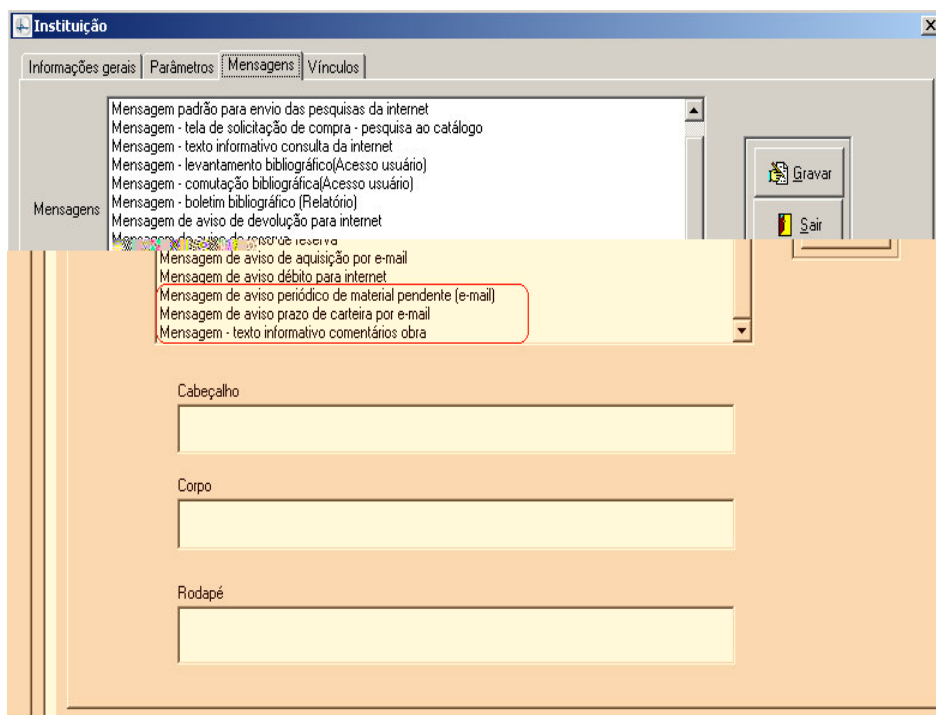 Instituição
Informações gerais Parâmetros Mensagens Vínculos
Mensagem padrão para envio das pesquisas da internet
Mensagem - tela de solicitação de compra - pesquisa ao catálogo
Mensagem - texto informativo consulta da internet
Mensagem - levantamento bibliográfico(Acesso usuário)
Mensagem - comutação bibliográfica(Acesso usuário)
Mensagem - boletim bibliográfico (Relatório)
Mensagens
Mensagem de aviso de devolução para internet
Gravar
Sair
reserva
Mensagem de aviso de aquisição por e-mail
Mensagem de aviso débito para internet
Mensagem de aviso periódico de material pendente (e-mail)
Mensagem de aviso prazo de carteira por e-mail
Mensagem - texto informativo comentários obra
Cabeçalho
Corpo
Rodapé